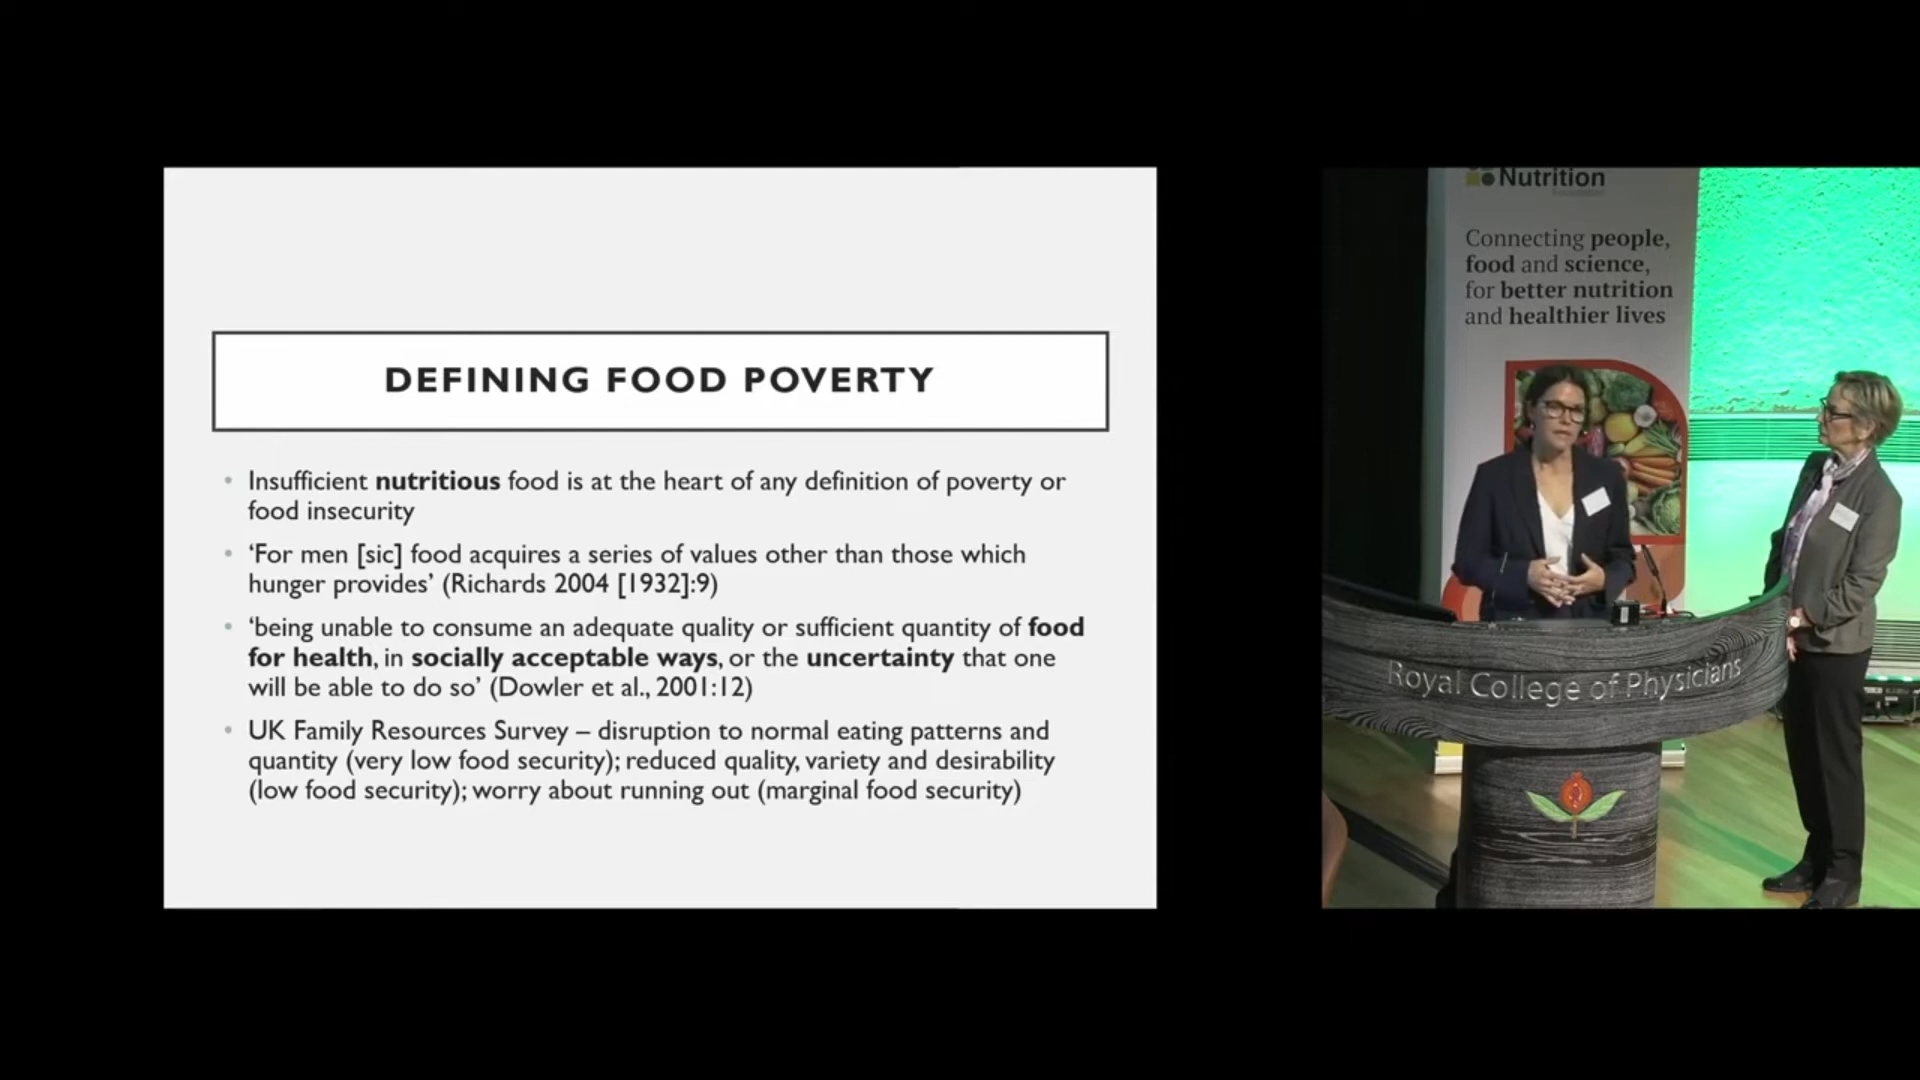 DEFINING FOOD POVERTY
• Insufficient nutritious food is at the heart of any definition of poverty or
food insecurity
• ‘For men [sic] food acquires a series of values other than those which
hunger provides’ (Richards 2004 [1932]:9)
• ‘being unable to consume an adequate quality or sufficient quantity of food
for health, in socially acceptable ways, or the uncertainty that one
will be able to do so’ (Dowler et al., 2001:12)
• UK Family Resources Survey – disruption to normal eating patterns and
quantity (very low food security); reduced quality, variety and desirability
(low food security); worry about running out (marginal food security)
Nutrition
Foundation
Connecting people,
food and science,
for better nutrition
and healthier lives
Royal College of Physicians